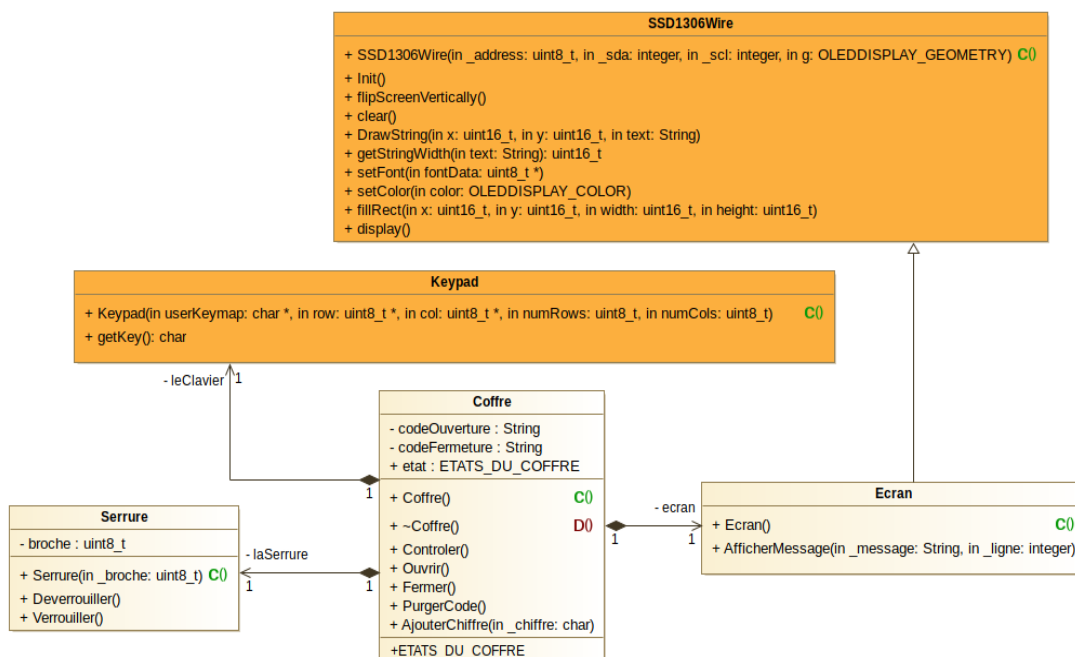 SSD1306Wire
+ SSD1306Wire(in _address: uint8_t, in _sda: integer, in _scl: integer, in g: OLEDDISPLAY_GEOMETRY) C()
+ Init()
+ flipScreenVertically()
+ clear()
+ DrawString(in x: uint16_t, in y: uint16_t, in text: String)
+ getStringWidth(in text: String): uint16_t
+ setFont(in fontData: uint8_t *)
+ setColor(in color: OLEDDISPLAY_COLOR)
+ fillRect(in x: uint16_t, in y: uint16_t, in width: uint16_t, in height: uint16_t)
+ display()
Keypad
+ Keypad(in userKeymap: char *, in row: uint8_t *, in col: uint8_t *, in numRows: uint8_t, in numCols: uint8_t) C()
+ getKey(): char
- leClavier 1
Coffre
- codeOuverture : String
- codeFermeture : String
+ etat : ETATS_DU_COFFRE
1
+ Coffre() C()
+ ~Coffre() D()
+ Controler()
+ Ouvrir()
+ Fermer()
+ PurgerCode()
+ AjouterChiffre(in _chiffre: char)
+ETATS_DU_COFFRE
Serrure
- broche : uint8_t
+ Serrure(in _broche: uint8_t) C()
+ Deverrouiller()
+ Verrouiller()
- laSerrure
1 1
- ecran
1 1
Ecran
+ Ecran() C()
+ AfficherMessage(in _message: String, in _ligne: integer)